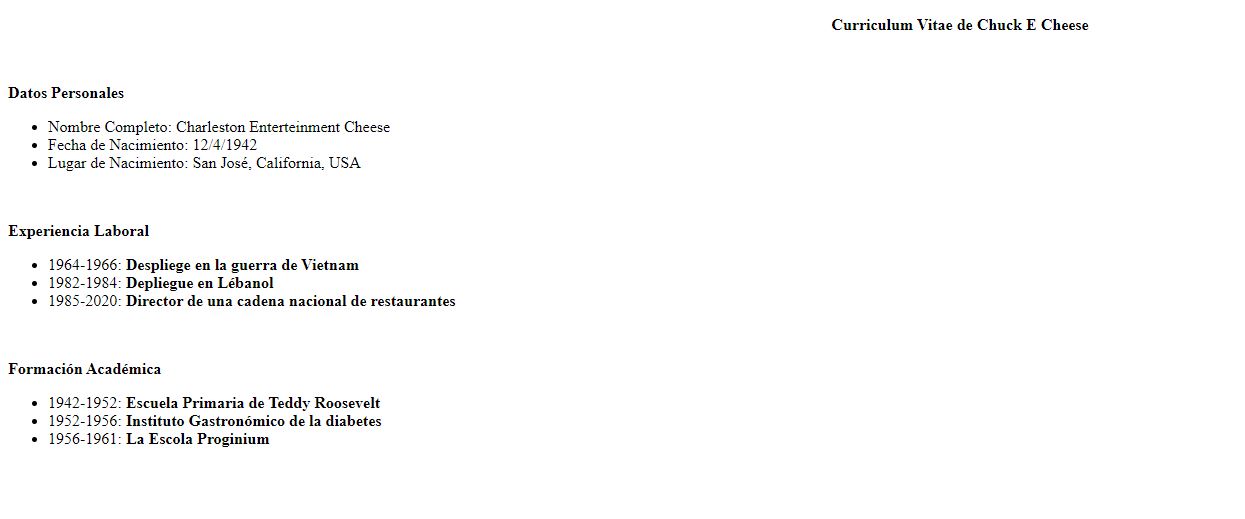 Curriculum Vitae de Chuck E Cheese
Datos Personales
Nombre Completo: Charleston Enterteinment Cheese
Fecha de Nacimiento: 12/4/1942
Lugar de Nacimiento: San José, California, USA
Experiencia Laboral
1964-1966: Despliege en la guerra de Vietnam
1982-1984: Depliegue en Lébanol
1985-2020: Director de una cadena nacional de restaurantes
Formación Académica
1942-1952: Escuela Primaria de Teddy Roosevelt
1952-1956: Instituto Gastronómico de la diabetes
1956-1961: La Escola Proginium